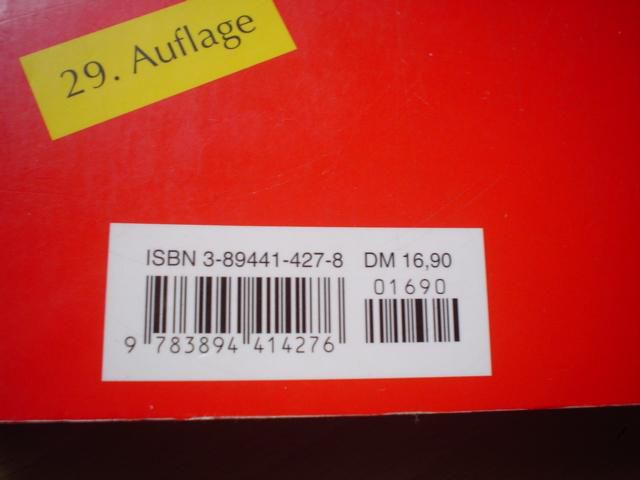 29. Auflage
ISBN 3-89441-427-8 DM 16,90
01690
9 783894 414276